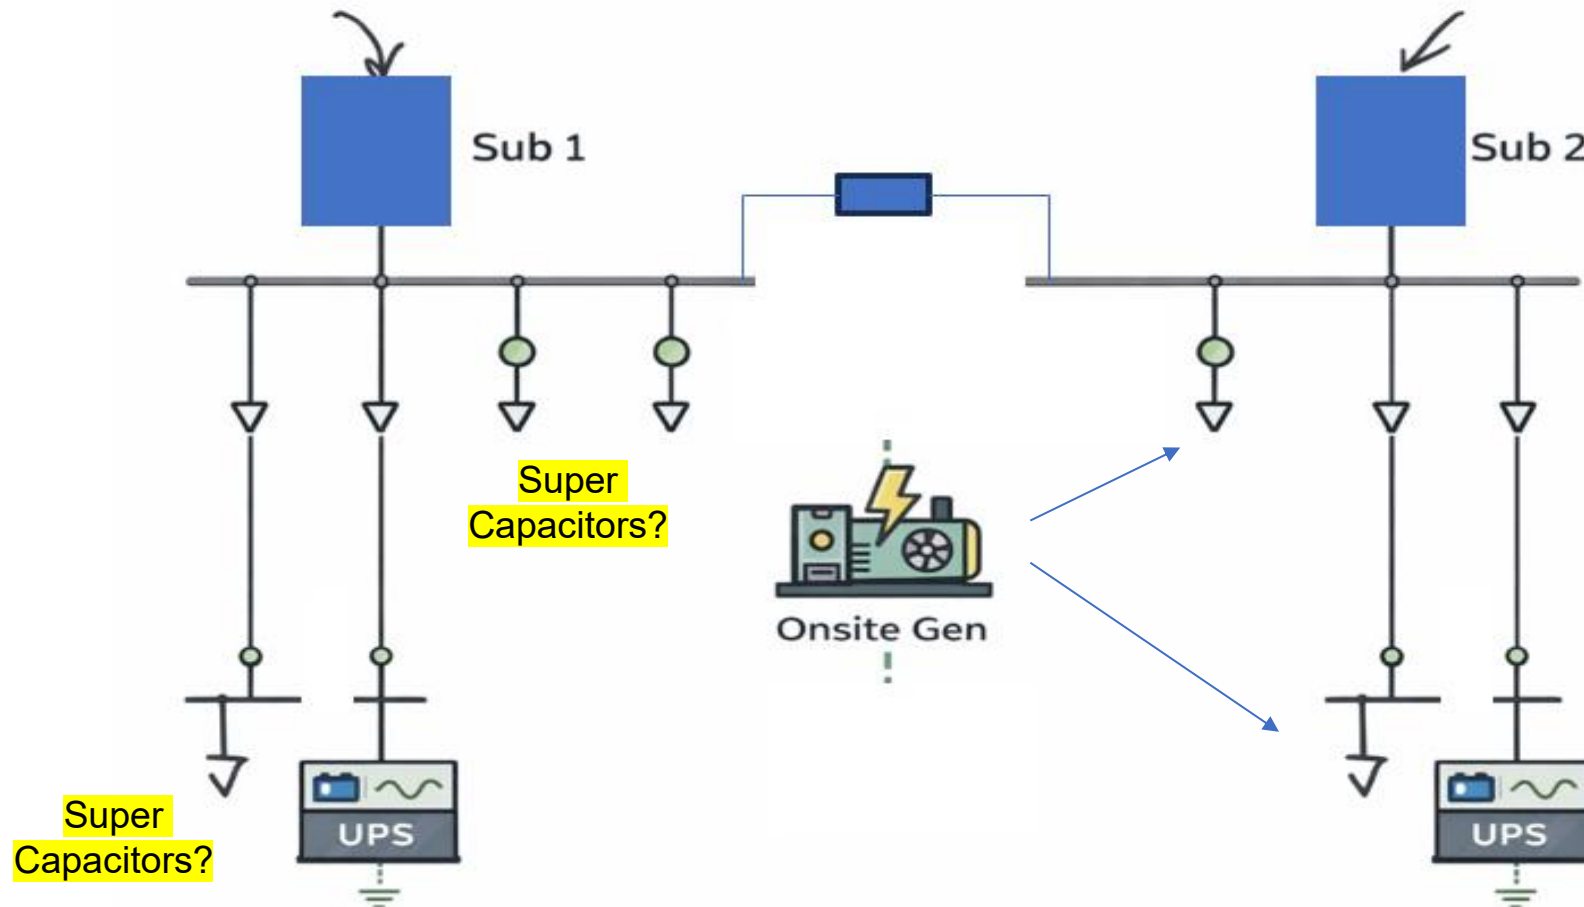 Sub 1
Sub 2
Super
Capacitors?
Onsite Gen
Super
Capacitors?
UPS
UPS